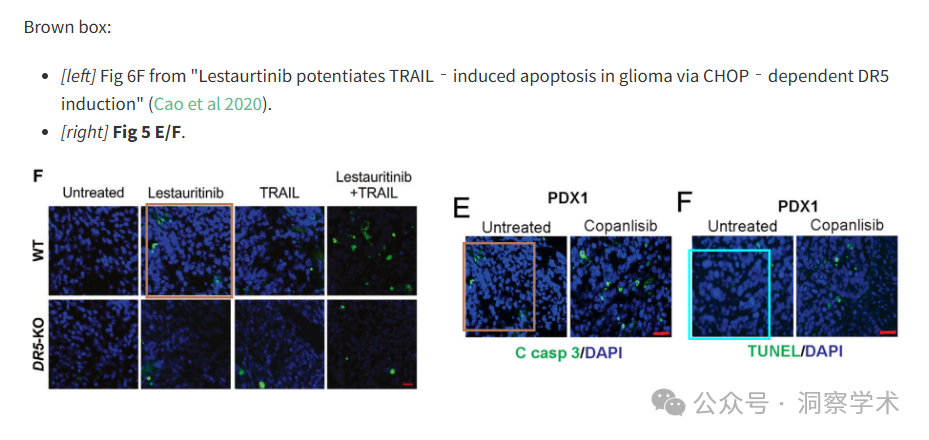 Brown box:
[left] Fig 6F from "Lestaurtinib potentiates TRAIL‐induced apoptosis in glioma via CHOP‐dependent DR5
induction" (Cao et al 2020).
[right] Fig 5 E/F.
F
Untreated
Lestauritinib
TRAIL
Lestauritinib
+TRAIL
WT
DR5-KO
E
PDX1
Untreated
Copanlisib
C casp 3/DAPI
F
PDX1
Untreated
Copanlisib
TUNEL/DAPI
公众号 · 洞察学术